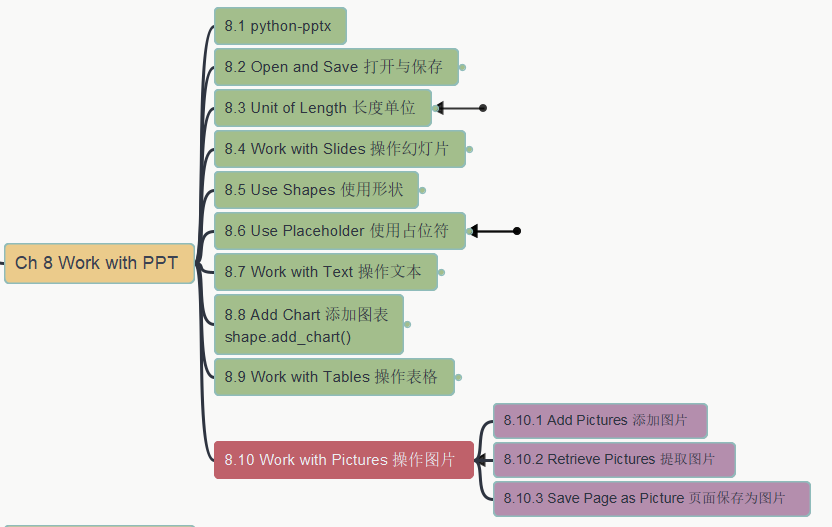 8.1 python-pptx
8.2 Open and Save 打开与保存
8.3 Unit of Length 长度单位
8.4 Work with Slides 操作幻灯片
8.5 Use Shapes 使用形状
8.6 Use Placeholder 使用占位符
Ch 8 Work with PPT
8.7 Work with Text 操作文本
8.8 Add Chart 添加图表
shape.add_chart()
8.9 Work with Tables 操作表格
8.10 Work with Pictures 操作图片
8.10.1 Add Pictures 添加图片
8.10.2 Retrieve Pictures 提取图片
8.10.3 Save Page as Picture 页面保存为图片